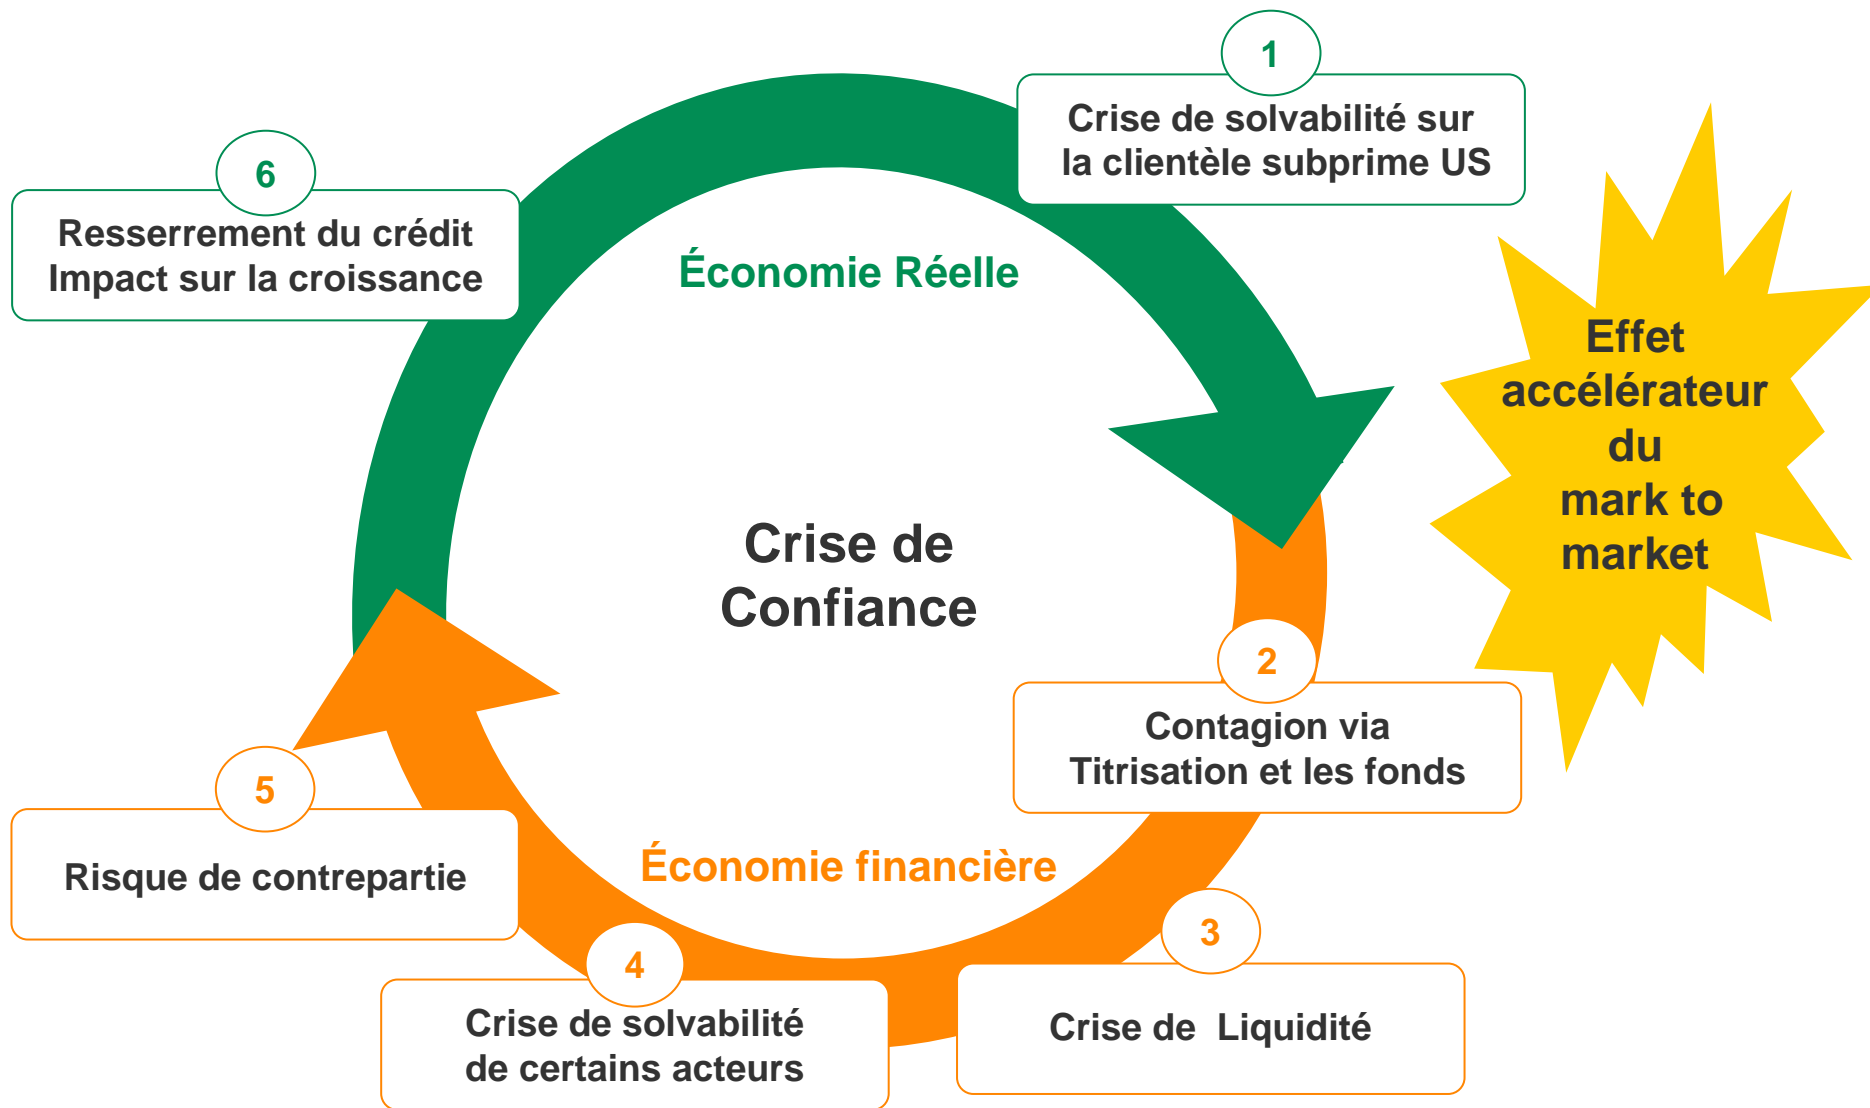 1
Crise de solvabilité sur
la clientèle subprime US
6
Resserrement du crédit
Impact sur la croissance
Économie Réelle
Effet
accélérateur
du
mark to
market
Crise de
Confiance
2
Contagion via
Titrisation et les fonds
5
Risque de contrepartie
Économie financière
3
Crise de Liquidité
4
Crise de solvabilité
de certains acteurs